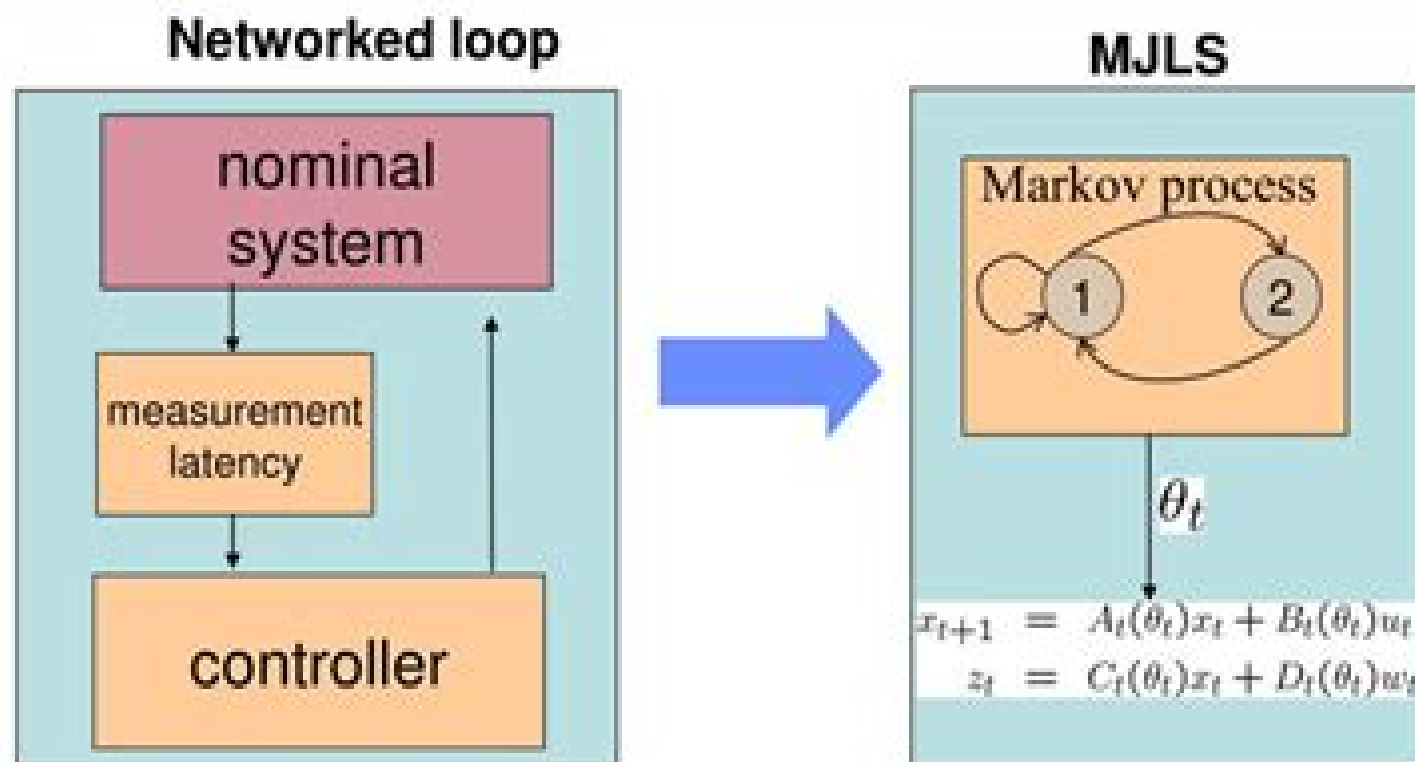 Networked loop
nominal
system
measurement
latency
controller
MJLS
Markov process
1
2
θ_t
x_{t+1} = A_t(θ_t)x_t + B_t(θ_t)u_t
z_t = C_t(θ_t)x_t + D_t(θ_t)w_t